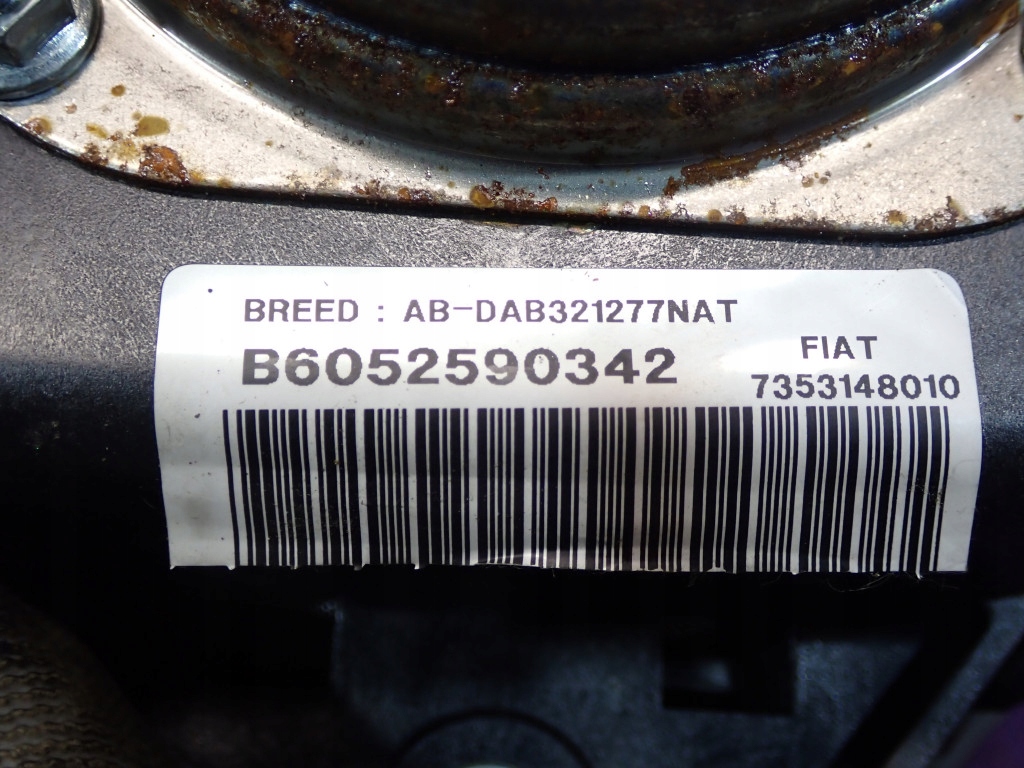 BREED : AB-DAB321277NAT
B6052590342
FIAT
7353148010